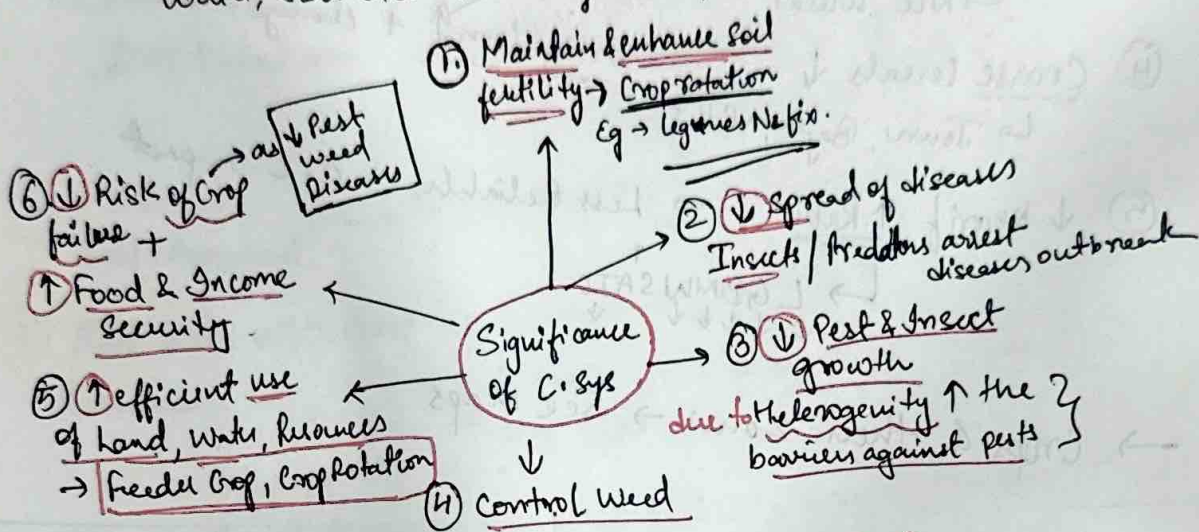 ① Maintain & enhance soil
fertility → Crop rotation
Eg → legumes N₂ fix.
② ↓ Spread of diseases
Insects / Predators arrest
diseases outbreak
③ ↓ Pest & Insect
growth
due to Heterogenity ↑ the
barriers against pests
④ Control Weed
⑤ ↑ efficient use
of Land, Water, Resources
→ Feeder Crop, Crop Rotation
⑥ ↓ Risk of Crop
failure +
→ as ↓ Pest
Weed
Diseases
↑ Food & Income
Security
Significance
of C. Sys